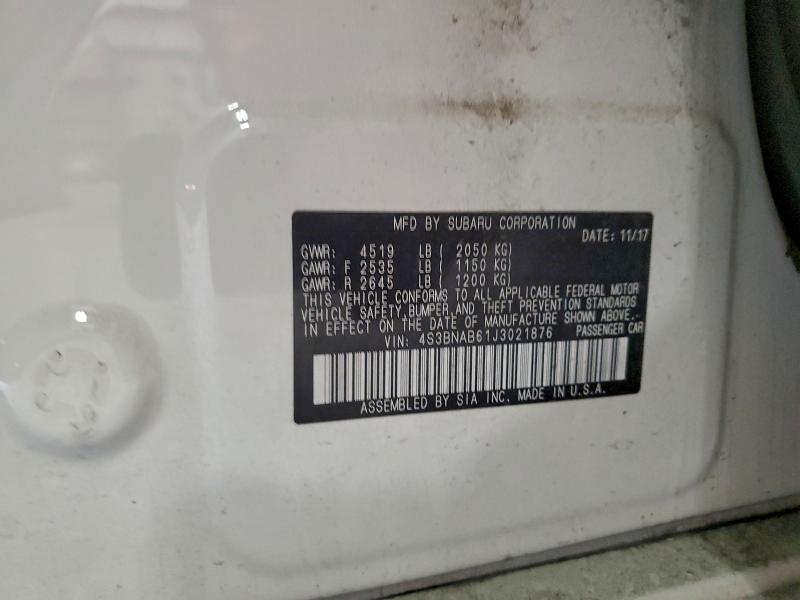 MFD BY SUBARU CORPORATION
DATE: 11/17
GVWR: 4519 LB ( 2050 KG)
GAWR: F 2535 LB ( 1150 KG)
GAWR: R 2645 LB ( 1200 KG)
THIS VEHICLE CONFORMS TO ALL APPLICABLE FEDERAL MOTOR
VEHICLE SAFETY, BUMPER, AND THEFT PREVENTION STANDARDS
IN EFFECT ON THE DATE OF MANUFACTURE SHOWN ABOVE.
VIN: 4S3BNAB61J3021876 PASSENGER CAR
ASSEMBLED BY SIA INC. MADE IN U.S.A.